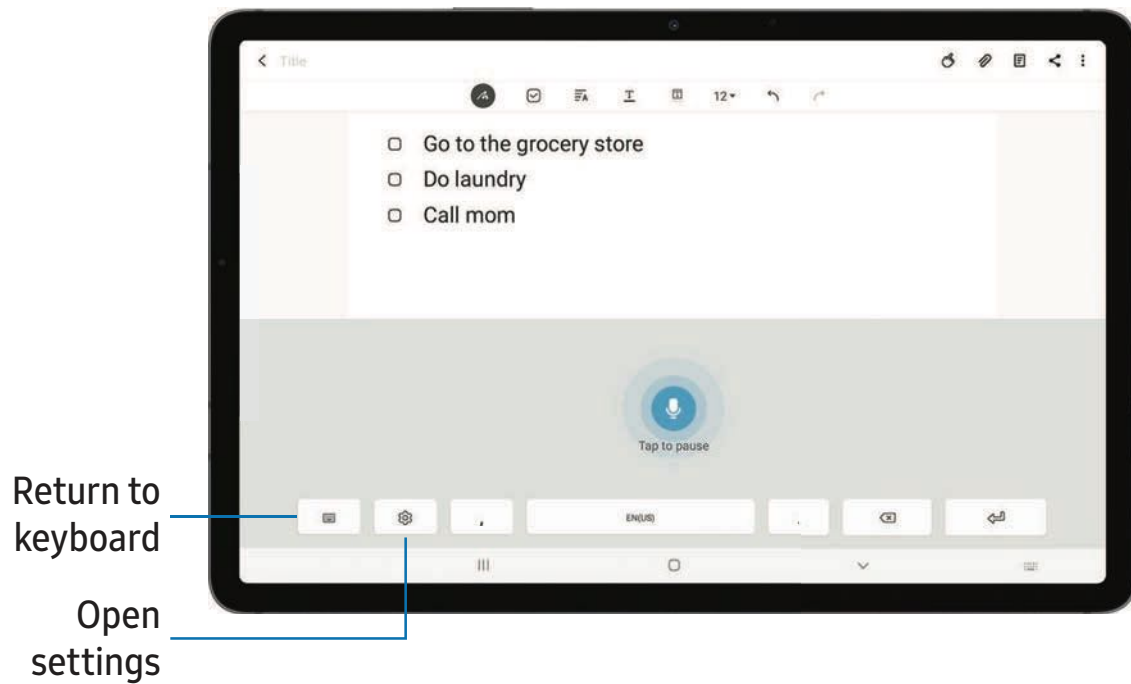 Title
12
Go to the grocery store
Do laundry
Call mom
Tap to pause
, EN(US) .
Return to
keyboard
Open
settings